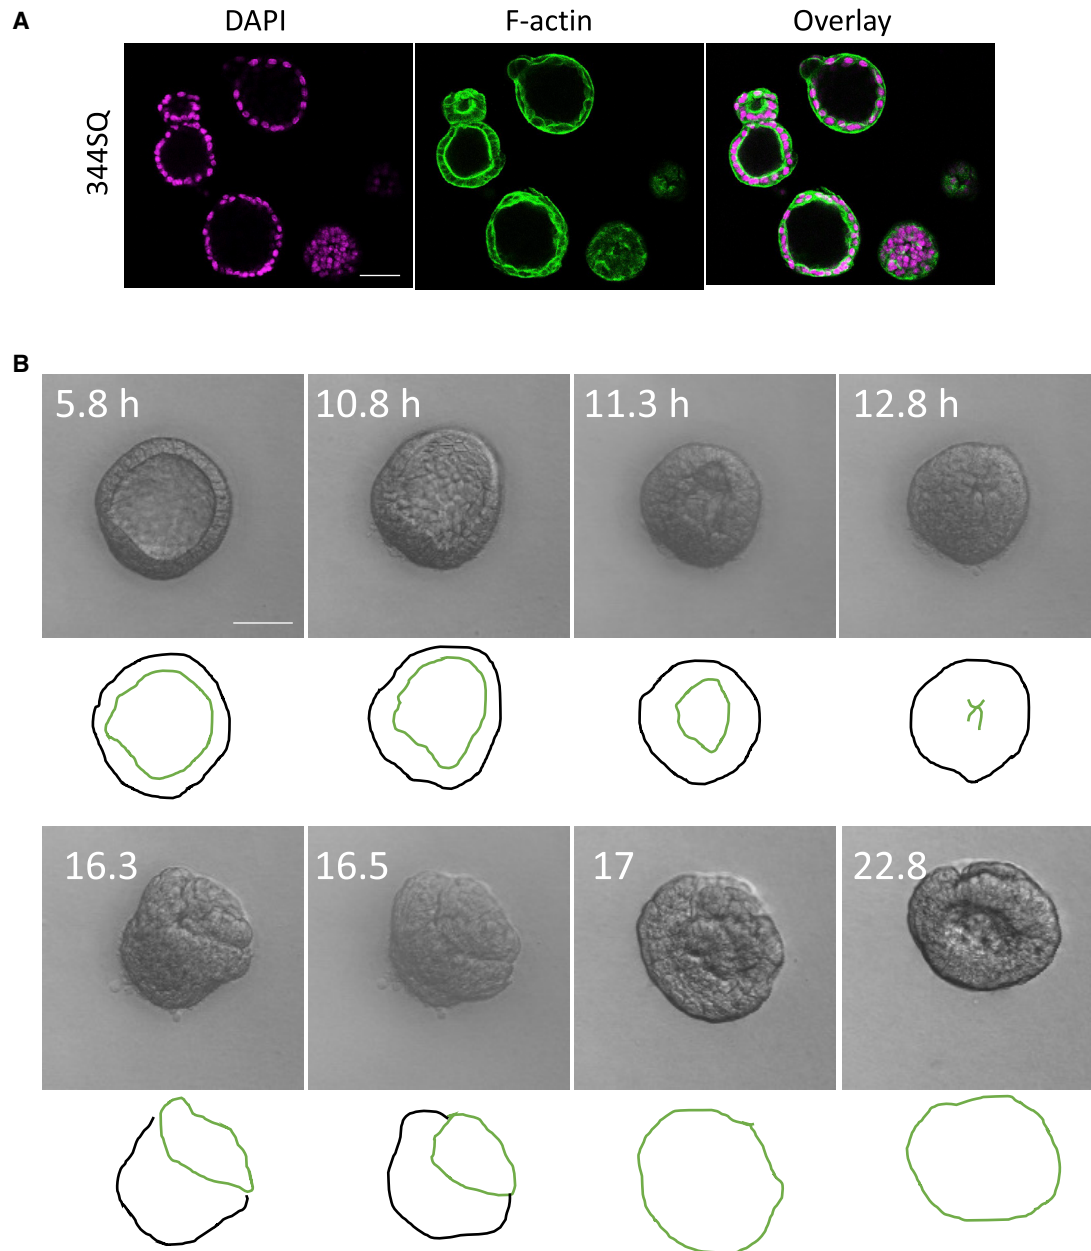 A
DAPI
F-actin
Overlay
344SQ
B
5.8 h
10.8 h
11.3 h
12.8 h
16.3
16.5
17
22.8